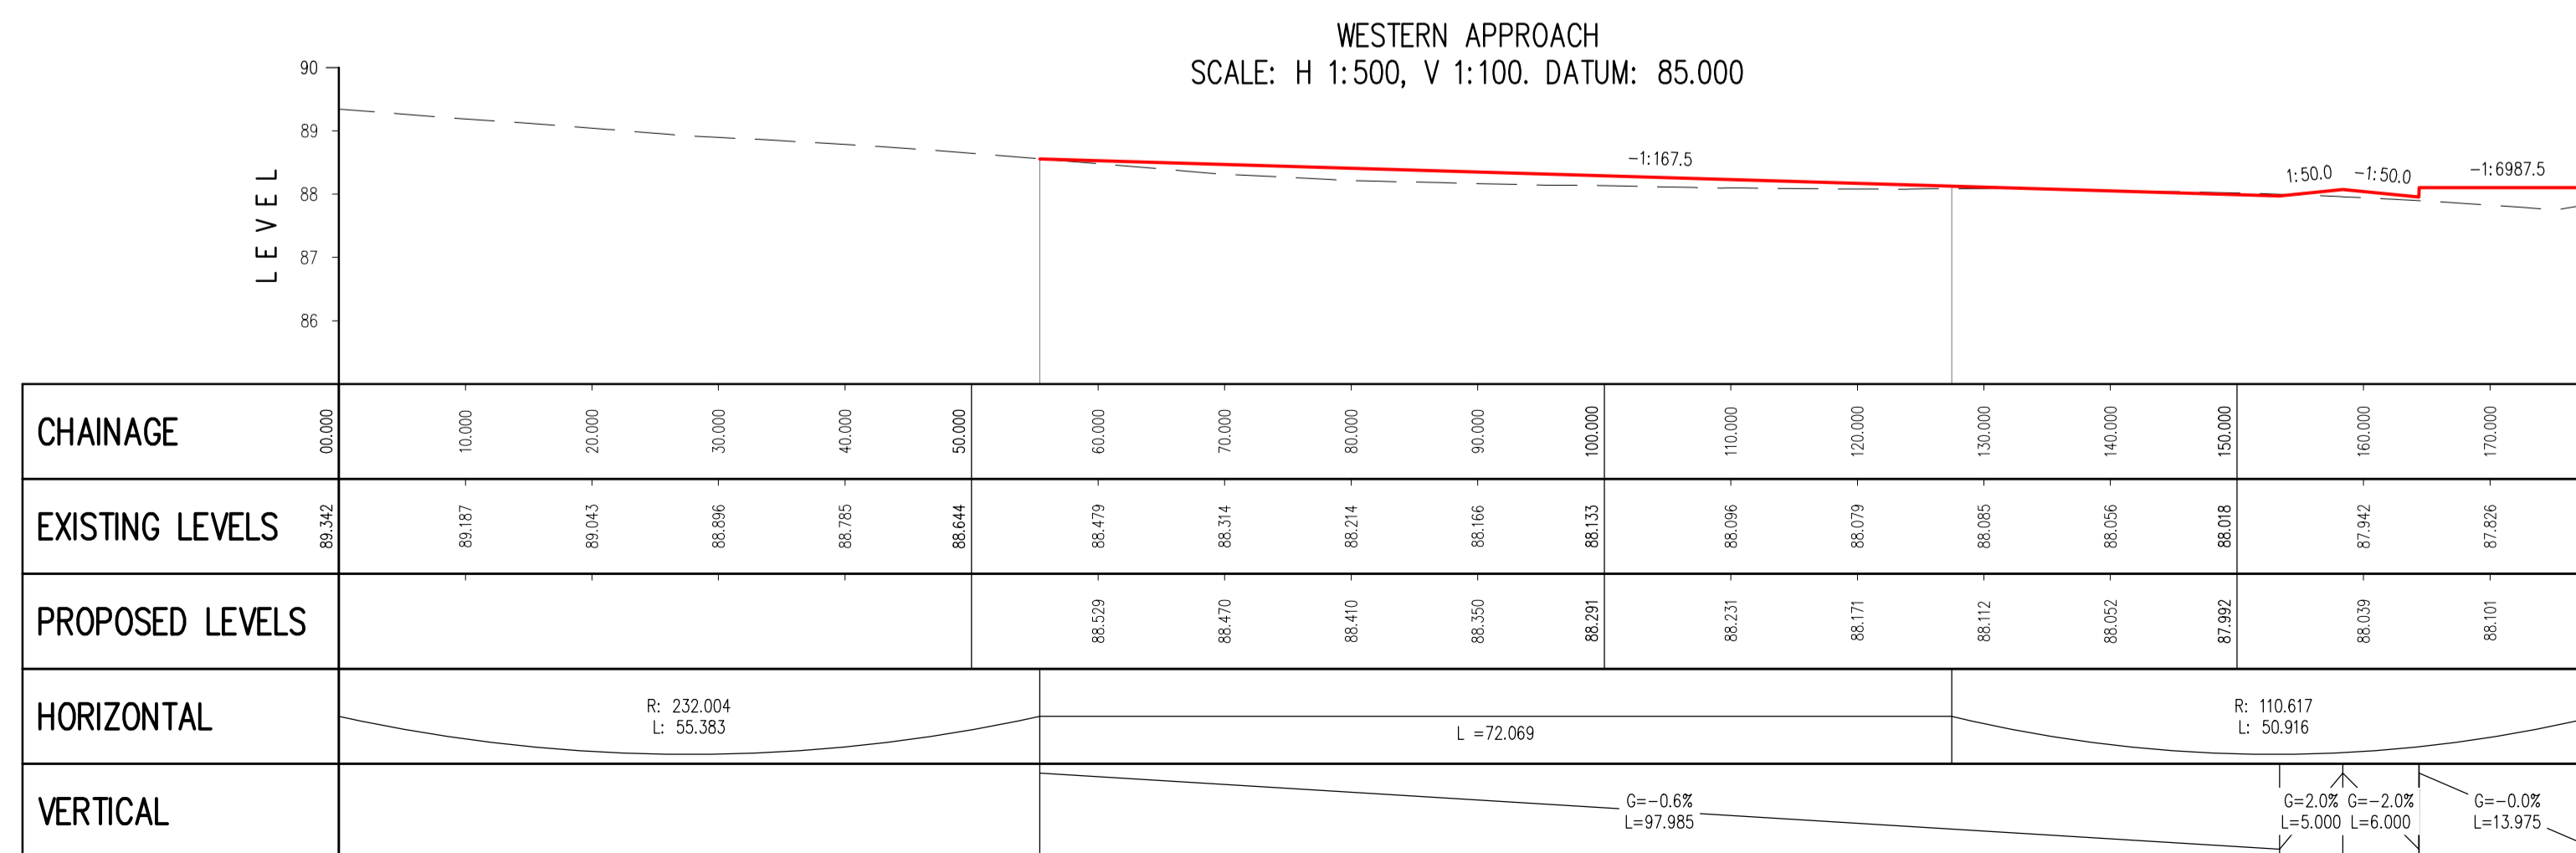 WESTERN APPROACH
SCALE: H 1:500, V 1:100. DATUM: 85.000
90
89
88
87
86
LEVEL
-1:167.5
1:50.0
-1:50.0
-1:6987.5
CHAINAGE 00.000 10.000 20.000 30.000 40.000 50.000 60.000 70.000 80.000 90.000 100.000 110.000 120.000 130.000 140.000 150.000 160.000 170.000
EXISTING LEVELS 89.342 89.187 89.043 88.896 88.785 88.644 88.479 88.314 88.214 88.166 88.133 88.096 88.079 88.085 88.056 88.018 87.942 87.826
PROPOSED LEVELS 88.529 88.470 88.410 88.350 88.291 88.231 88.171 88.112 88.052 87.992 88.039 88.101
HORIZONTAL
R: 232.004
L: 55.383
L =72.069
R: 110.617
L: 50.916
VERTICAL
G=-0.6%
L=97.985
G=2.0%
L=5.000
G=-2.0%
L=6.000
G=-0.0%
L=13.975